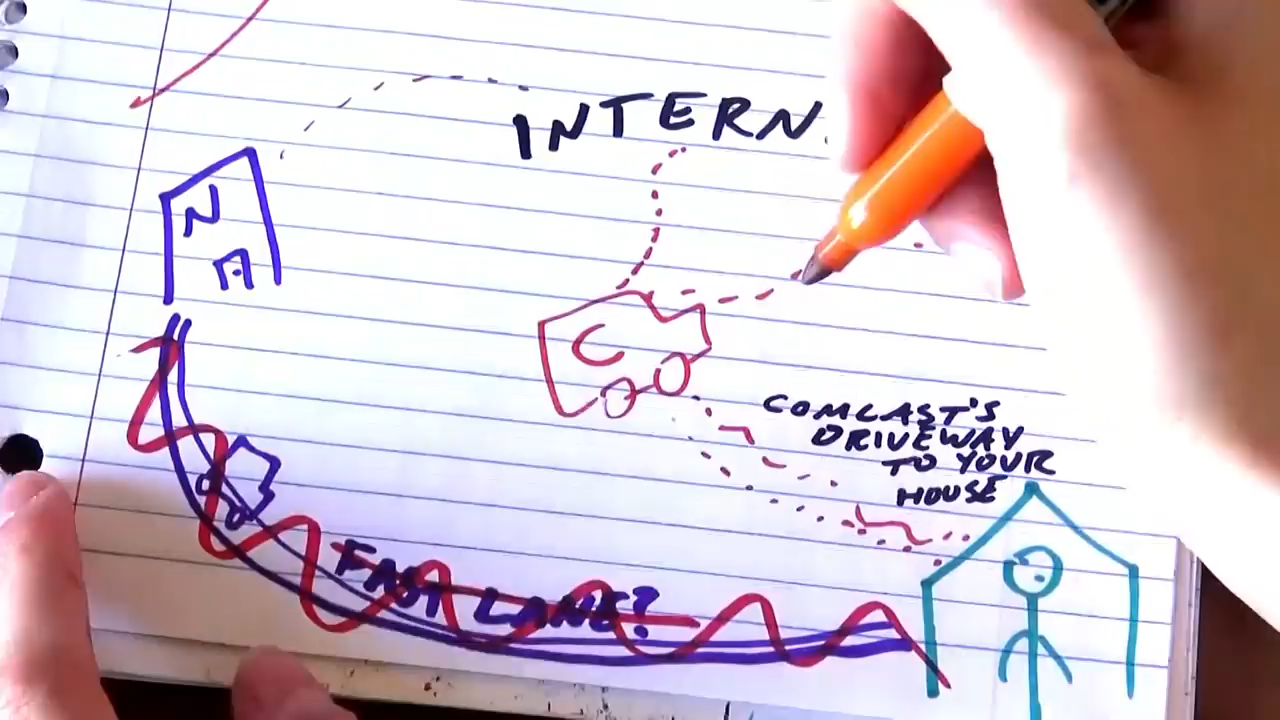 INTERN
N
A
C
COMCAST'S
DRIVEWAY
TO YOUR
HOUSE
FAST LANE?